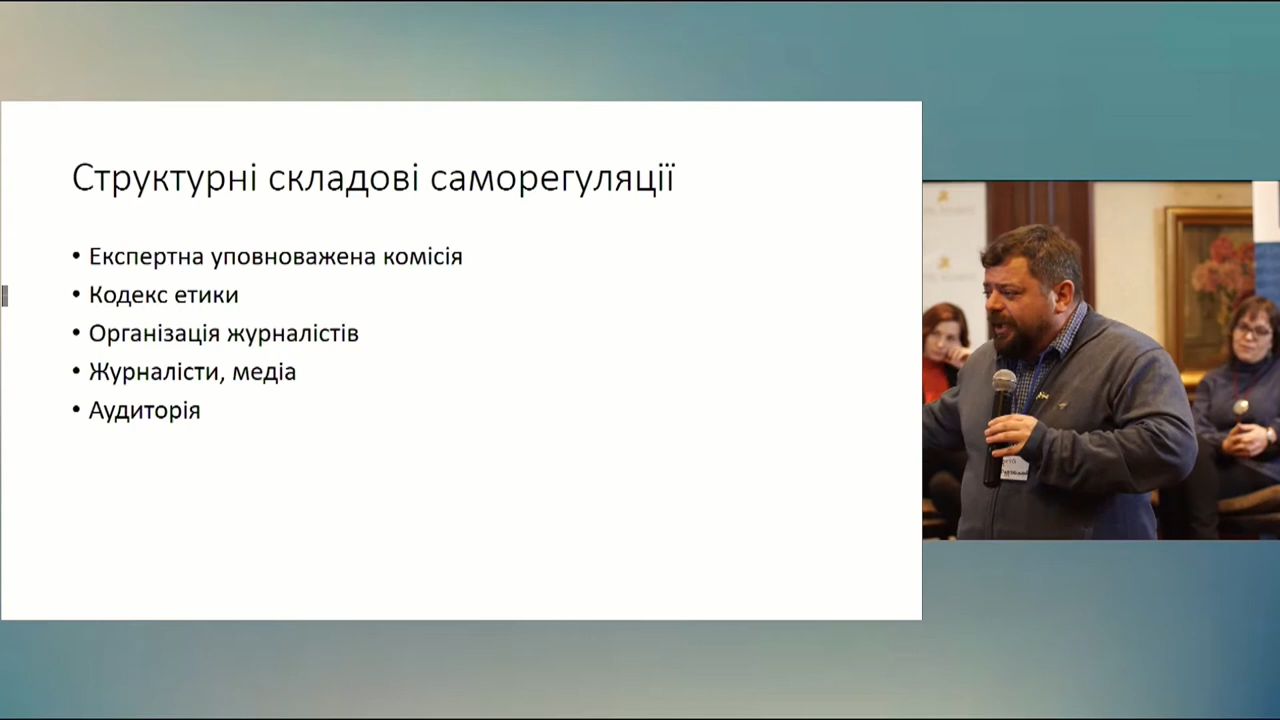 Структурні складові саморегуляції
• Експертна уповноважена комісія
• Кодекс етики
• Організація журналістів
• Журналісти, медіа
• Аудиторія